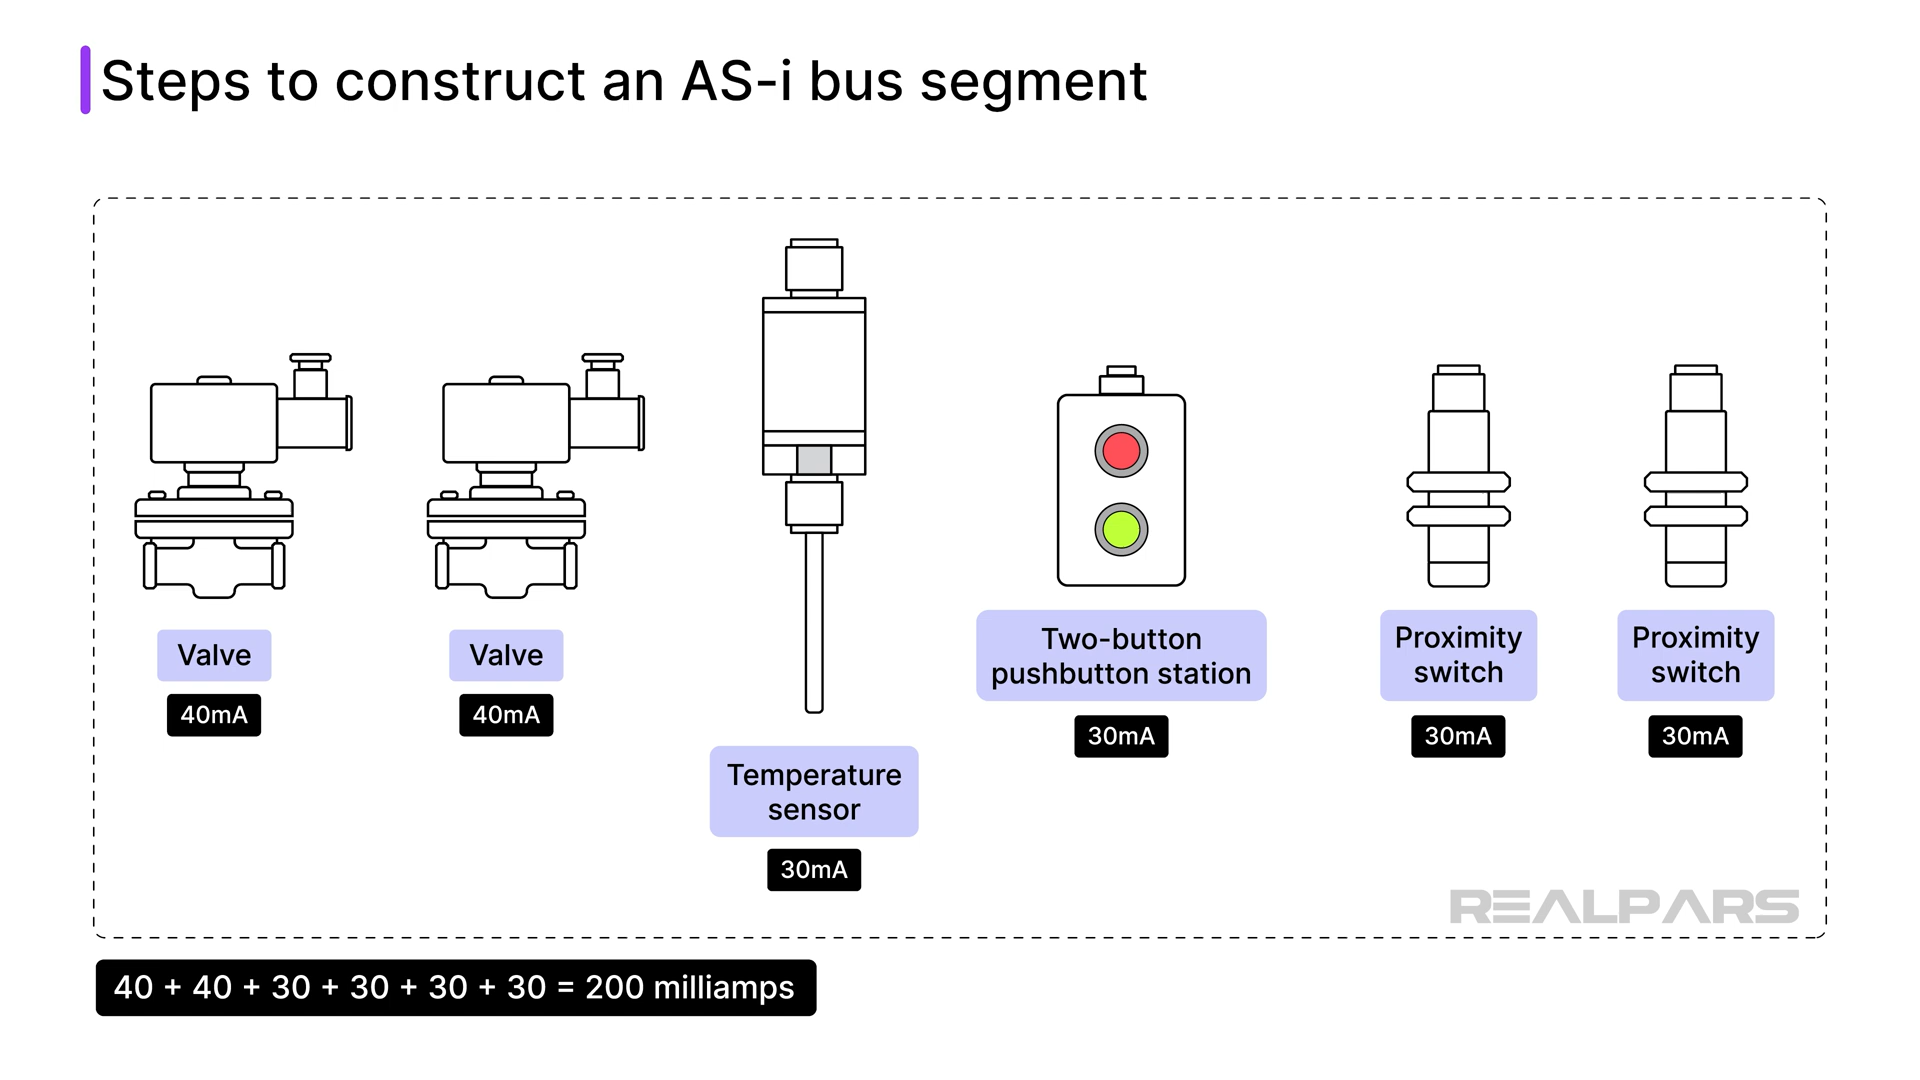 Steps to construct an AS-i bus segment
Valve
40mA
Valve
40mA
Temperature
sensor
30mA
Two-button
pushbutton station
30mA
Proximity
switch
30mA
Proximity
switch
30mA
REALPARS
40 + 40 + 30 + 30 + 30 + 30 = 200 milliamps